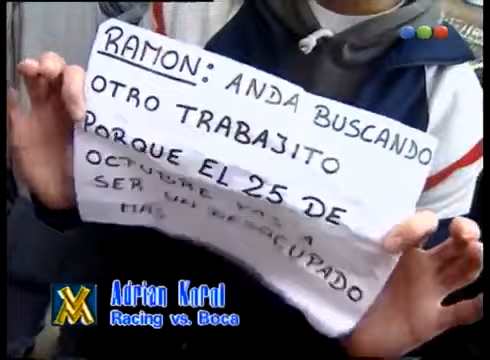 RAMON: ANDA BUSCANDO
OTRO TRABAJITO
PORQUE EL 25 DE
OCTUBRE VAS A
SER UN DESOCUPADO
MAS
Adrian Korol
Racing vs. Boca